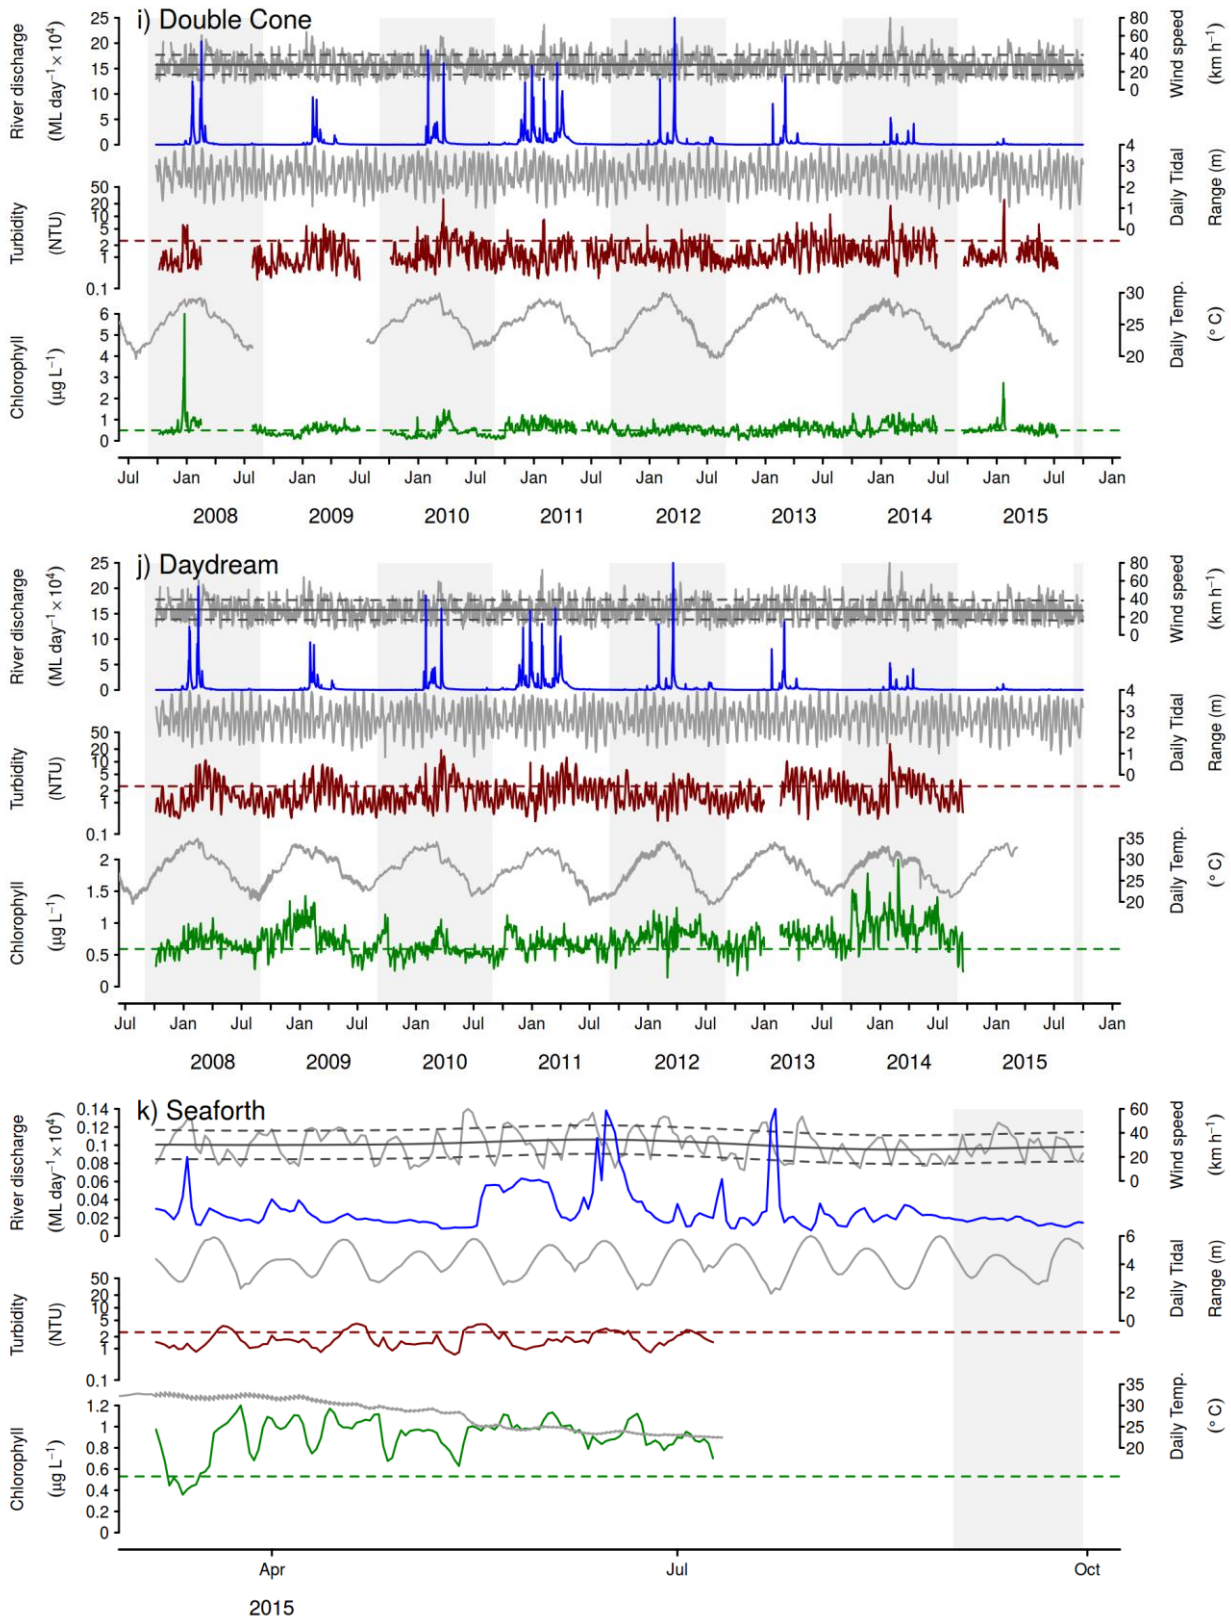 i) Double Cone
River discharge
(ML day⁻¹ × 10⁴)
25
20
15
10
5
0
80
60
40
20
0
Wind speed
(km h⁻¹)
4
3
2
1
0
Daily Tidal
Range (m)
Turbidity
(NTU)
50
20
10
5
2
1
0.1
30
25
20
Daily Temp.
(° C)
Chlorophyll
(µg L⁻¹)
6
5
4
3
2
1
0
Jul Jan Jul Jan Jul Jan Jul Jan Jul Jan Jul Jan Jul Jan Jul Jan Jul Jan
2008 2009 2010 2011 2012 2013 2014 2015
j) Daydream
River discharge
(ML day⁻¹ × 10⁴)
25
20
15
10
5
0
80
60
40
20
0
Wind speed
(km h⁻¹)
4
3
2
1
0
Daily Tidal
Range (m)
Turbidity
(NTU)
50
20
10
5
2
1
0.1
35
30
25
20
Daily Temp.
(° C)
Chlorophyll
(µg L⁻¹)
2
1.5
1
0.5
0
Jul Jan Jul Jan Jul Jan Jul Jan Jul Jan Jul Jan Jul Jan Jul Jan Jul Jan
2008 2009 2010 2011 2012 2013 2014 2015
k) Seaforth
River discharge
(ML day⁻¹ × 10⁴)
0.14
0.12
0.1
0.08
0.06
0.04
0.02
0
60
40
20
0
Wind speed
(km h⁻¹)
6
4
2
0
Daily Tidal
Range (m)
Turbidity
(NTU)
50
20
10
5
2
1
0.1
35
30
25
20
Daily Temp.
(° C)
Chlorophyll
(µg L⁻¹)
1.2
1
0.8
0.6
0.4
0.2
0
Apr Jul Oct
2015